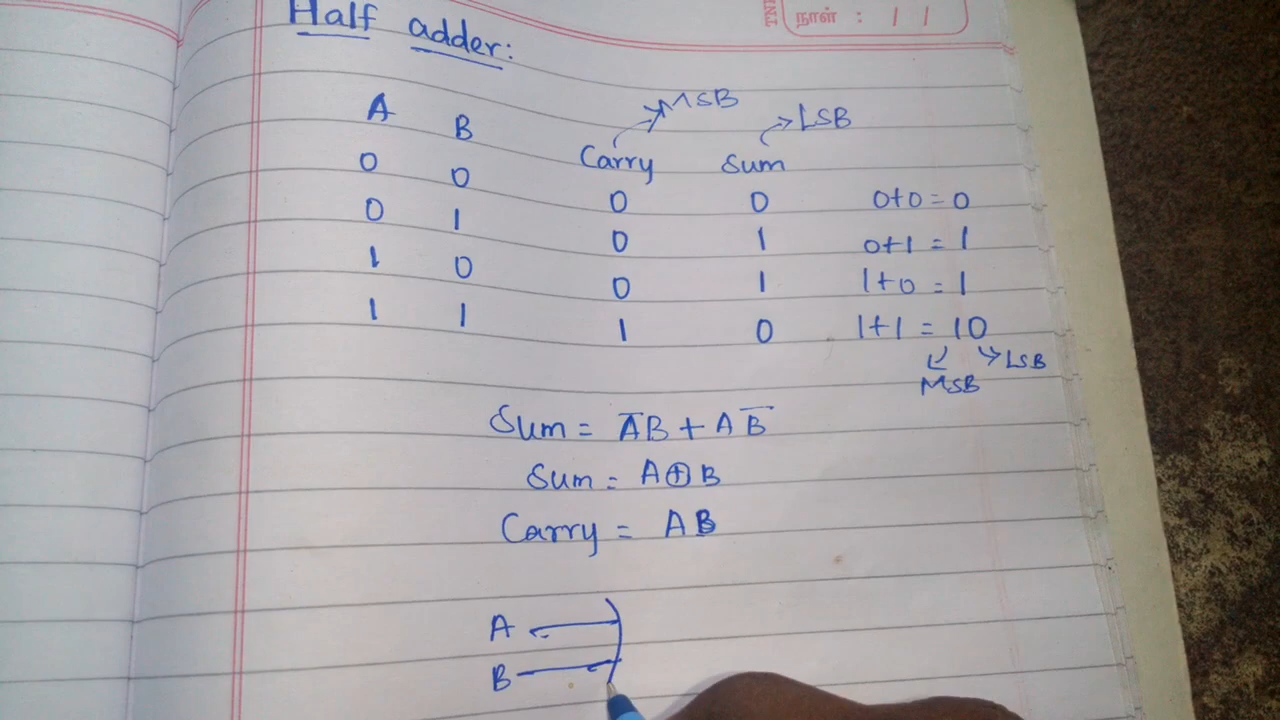 TN
நாள் : / /
Half adder:
MSB LSB
A B Carry Sum
0 0 0 0 0+0=0
0 1 0 1 0+1 = 1
1 0 0 1 1+0 = 1
1 1 1 0 1+1 = 10
MSB LSB
Sum = A̅B + AB̅
Sum = A⊕B
Carry = AB
A
B